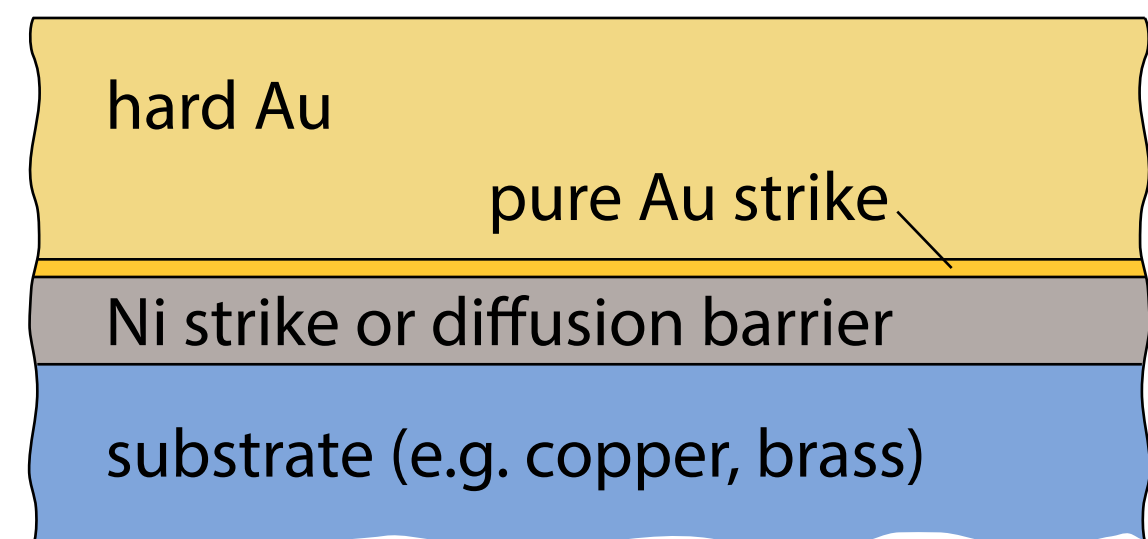 hard Au
pure Au strike
Ni strike or diffusion barrier
substrate (e.g. copper, brass)